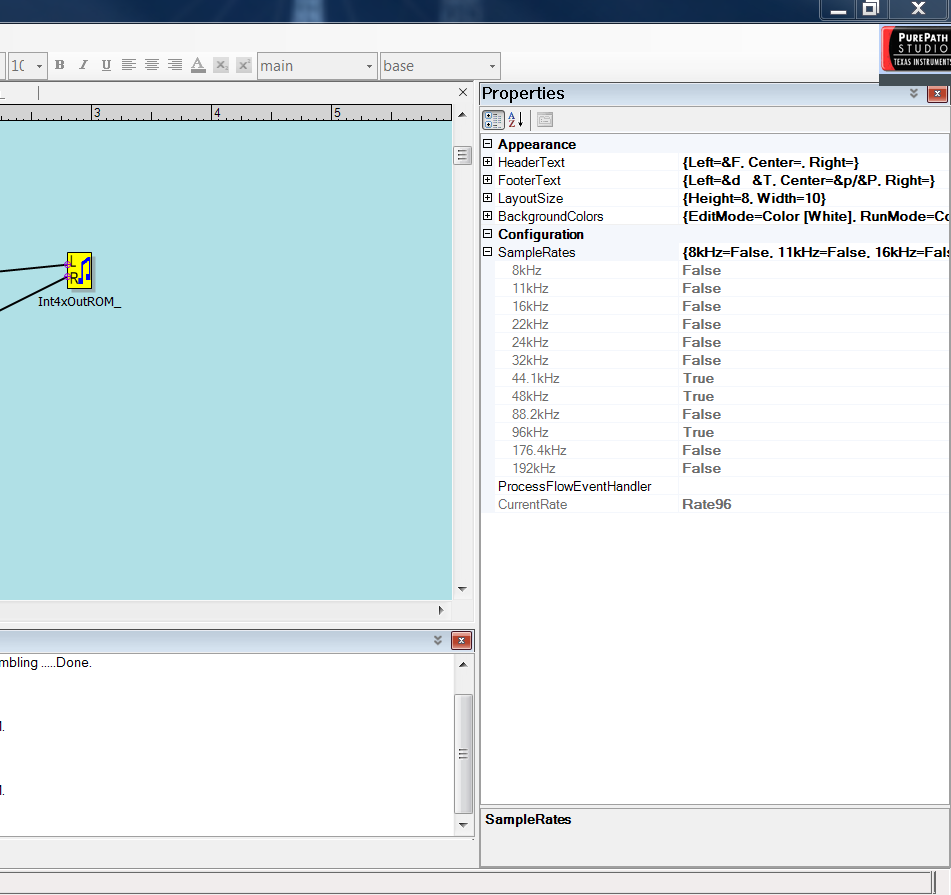 PUREPATH
STUDIO
TEXAS INSTRUMENTS
B I U A x x main base
3 4 5
L
R
Int4xOutROM_
mbling .....Done.
Properties
A
Z
Appearance
HeaderText {Left=&F, Center=, Right=}
FooterText {Left=&d &T, Center=&p/&P, Right=}
LayoutSize {Height=8, Width=10}
BackgroundColors {EditMode=Color [White], RunMode=Co
Configuration
SampleRates {8kHz=False, 11kHz=False, 16kHz=Fals
8kHz False
11kHz False
16kHz False
22kHz False
24kHz False
32kHz False
44.1kHz True
48kHz True
88.2kHz False
96kHz True
176.4kHz False
192kHz False
ProcessFlowEventHandler
CurrentRate Rate96
SampleRates